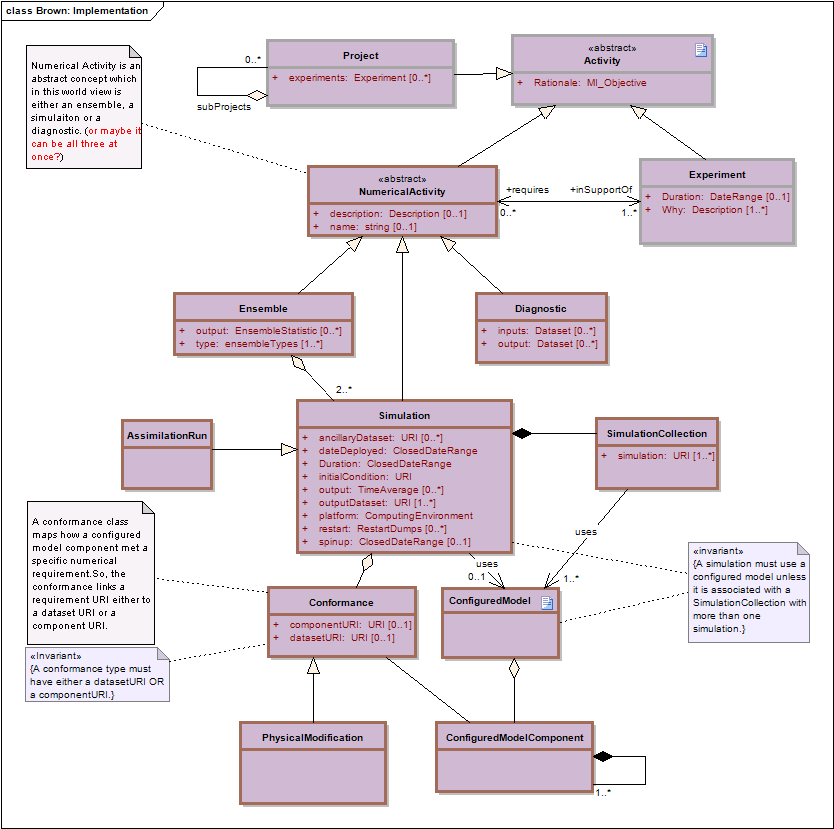 class Brown: Implementation
Numerical Activity is an
abstract concept which
in this world view is
either an ensemble, a
simulaiton or a
diagnostic. (or maybe it
can be all three at
once?)
Project
+ experiments: Experiment [0..*]
0..*
subProjects
«abstract»
Activity
+ Rationale: MI_Objective
«abstract»
NumericalActivity
+ description: Description [0..1]
+ name: string [0..1]
+requires
0..*
+inSupportOf
1..*
Experiment
+ Duration: DateRange [0..1]
+ Why: Description [1..*]
Ensemble
+ output: EnsembleStatistic [0..*]
+ type: ensembleTypes [1..*]
Diagnostic
+ inputs: Dataset [0..*]
+ output: Dataset [0..*]
2..*
AssimilationRun
Simulation
+ ancillaryDataset: URI [0..*]
+ dateDeployed: ClosedDateRange
+ Duration: ClosedDateRange
+ initialCondition: URI
+ output: TimeAverage [0..*]
+ outputDataset: URI [1..*]
+ platform: ComputingEnvironment
+ restart: RestartDumps [0..*]
+ spinup: ClosedDateRange [0..1]
SimulationCollection
+ simulation: URI [1..*]
uses
0..1
uses
1..*
A conformance class
maps how a configured
model component met a
specific numerical
requirement.So, the
conformance links a
requirement URI either to
a dataset URI or a
component URI.
«Invariant»
{A conformance type must
have either a datasetURI OR
a componentURI.}
Conformance
+ componentURI: URI [0..1]
+ datasetURI: URI [0..1]
ConfiguredModel
«invariant»
{A simulation must use a
configured model unless
it is associated with a
SimulationCollection with
more than one
simulation.}
PhysicalModification
ConfiguredModelComponent
1..*